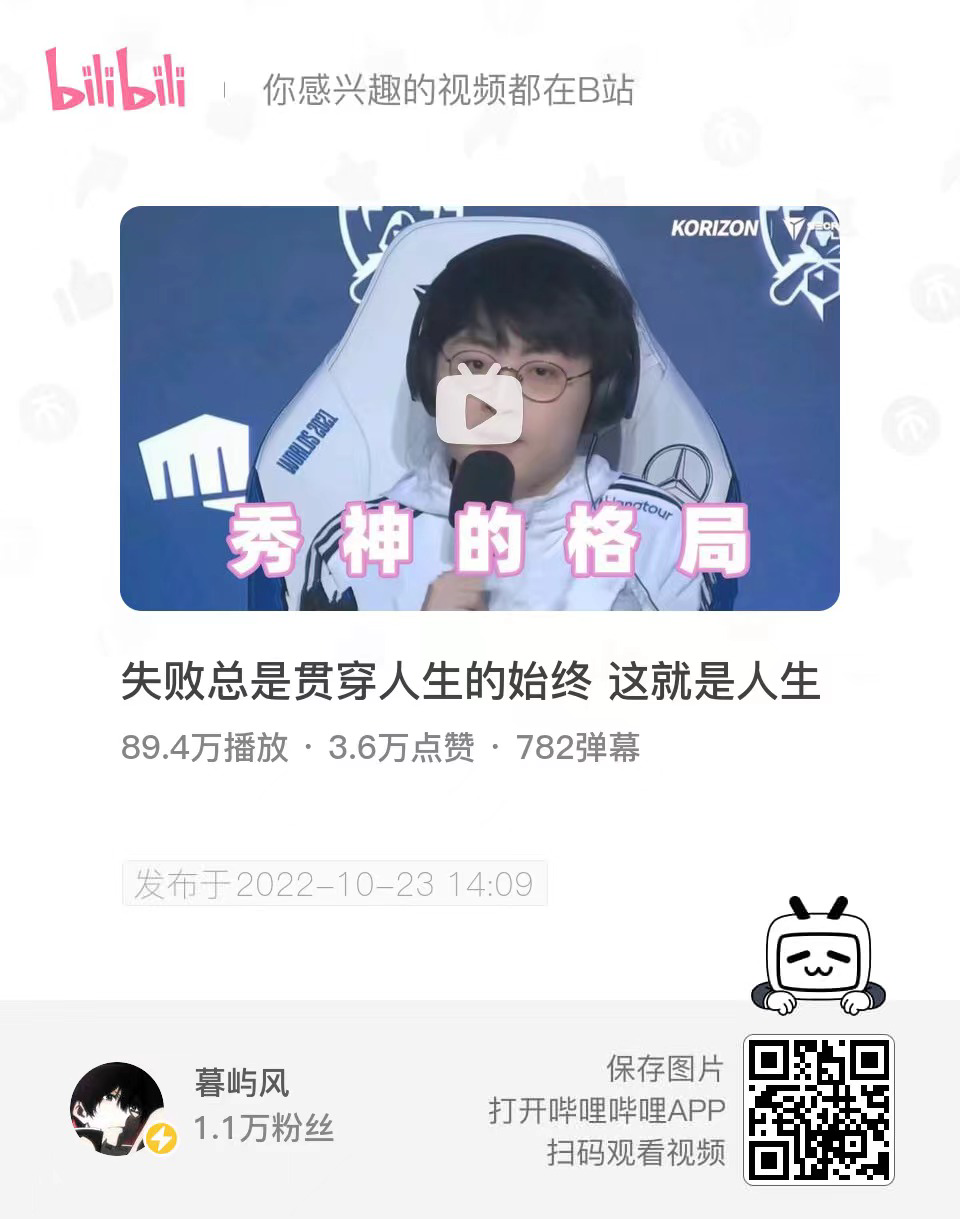 bilibili
你感兴趣的视频都在B站
KORIZON
WORLDS 2021
Hanatour
秀神的格局
失败总是贯穿人生的始终 这就是人生
89.4万播放 · 3.6万点赞 · 782弹幕
发布于2022-10-23 14:09
暮屿风
1.1万粉丝
保存图片
打开哔哩哔哩APP
扫码观看视频